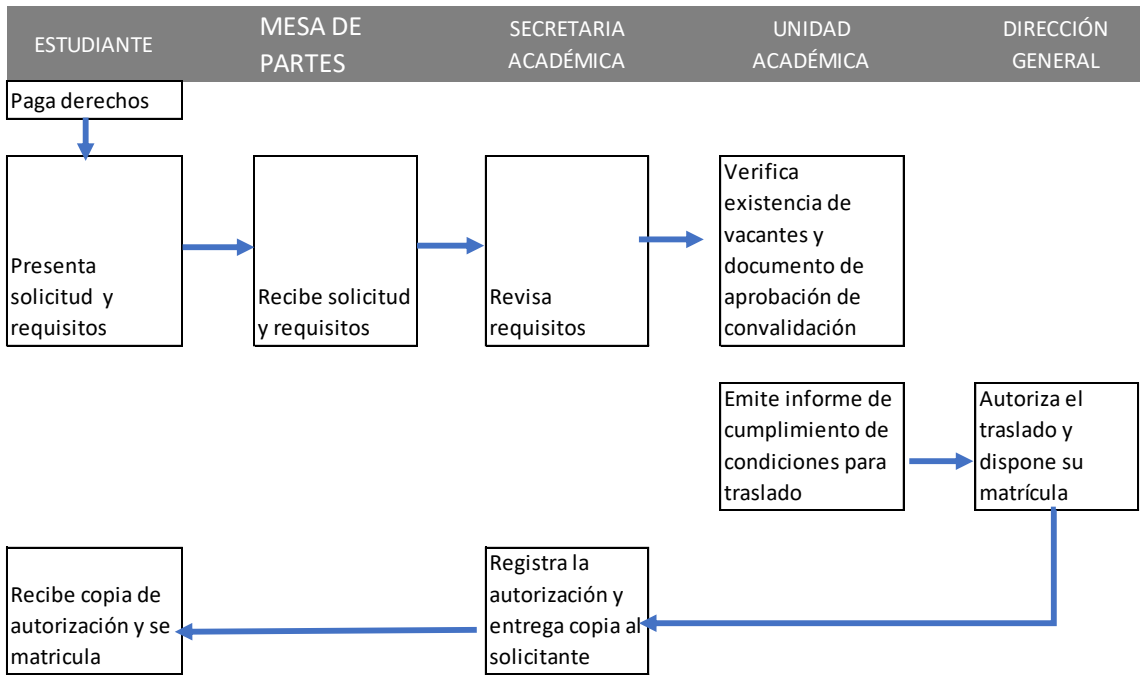 ESTUDIANTE
MESA DE
PARTES
SECRETARIA
ACADÉMICA
UNIDAD
ACADÉMICA
DIRECCIÓN
GENERAL
Paga derechos
Presenta
solicitud y
requisitos
Recibe solicitud
y requisitos
Revisa
requisitos
Verifica
existencia de
vacantes y
documento de
aprobación de
convalidación
Emite informe de
cumplimiento de
condiciones para
traslado
Autoriza el
traslado y
dispone su
matrícula
Registra la
autorización y
entrega copia al
solicitante
Recibe copia de
autorización y se
matricula